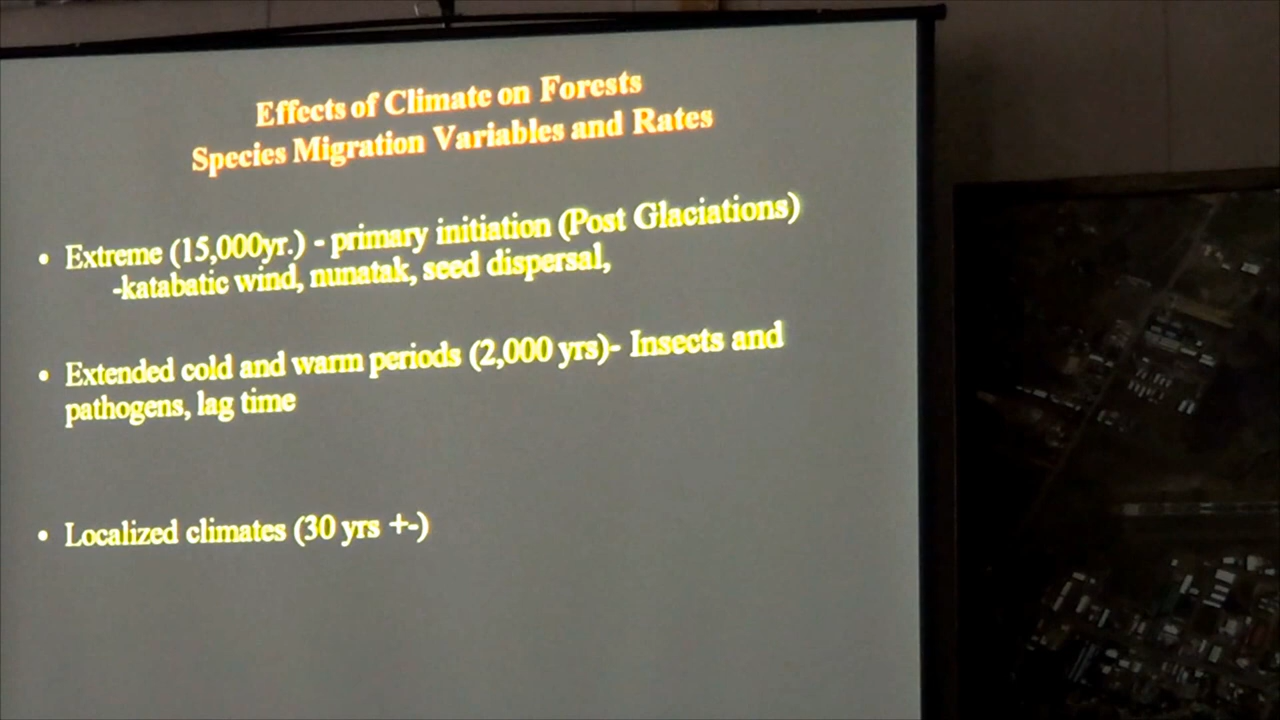 Effects of Climate on Forests
Species Migration Variables and Rates
• Extreme (15,000yr.) - primary initiation (Post Glaciations)
-katabatic wind, nunatak, seed dispersal,
• Extended cold and warm periods (2,000 yrs)- Insects and
pathogens, lag time
• Localized climates (30 yrs +-)